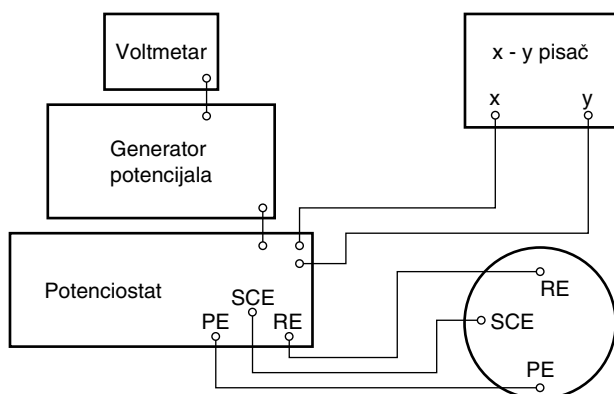 Voltmetar
x - y pisač
x
y
Generator
potencijala
Potenciostat
SCE
PE
RE
RE
SCE
PE